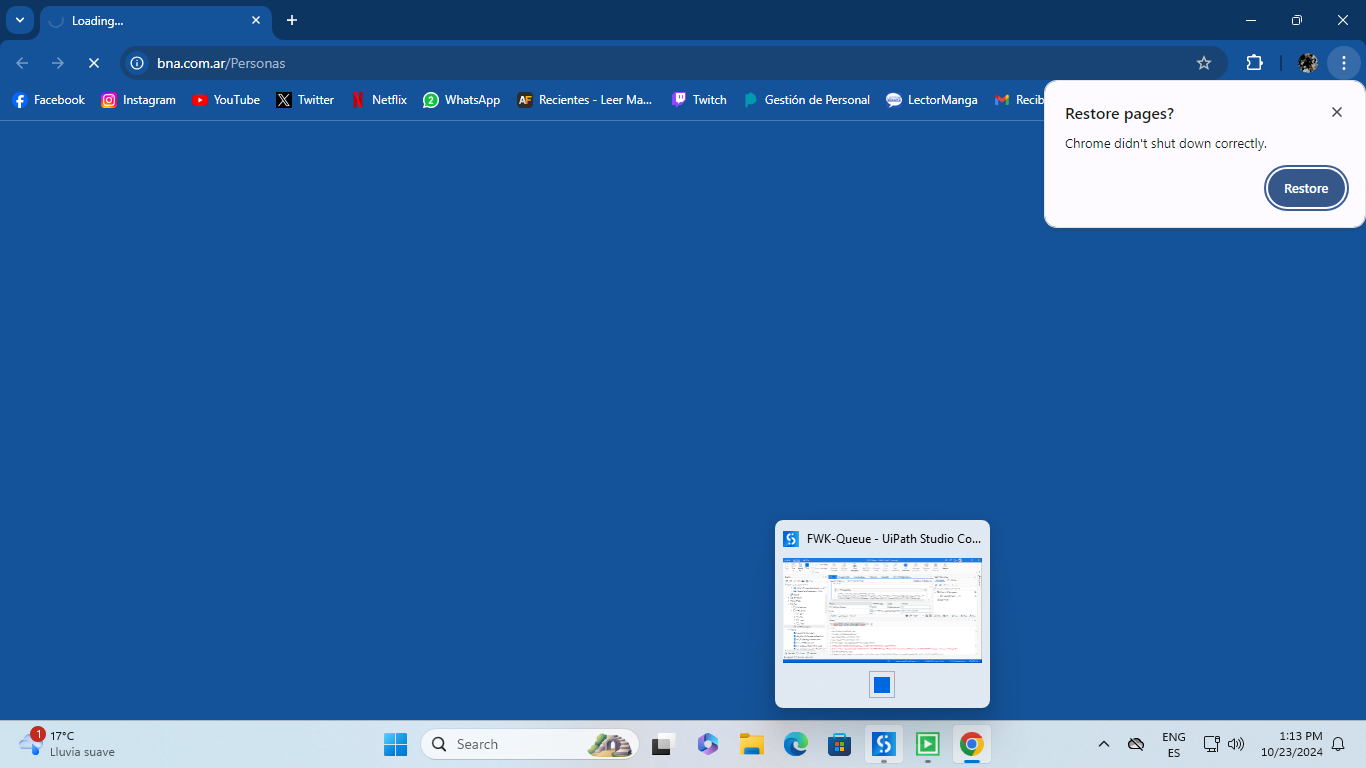 Loading...
bna.com.ar/Personas
Facebook
Instagram
YouTube
Twitter
Netflix
2
WhatsApp
AF
Recientes - Leer Ma...
Twitch
Gestión de Personal
LectorManga
Recib
Restore pages?
Chrome didn't shut down correctly.
Restore
FWK-Queue - UiPath Studio Co...
1
17°C
Lluvia suave
Search
ENG
ES
1:13 PM
10/23/2024